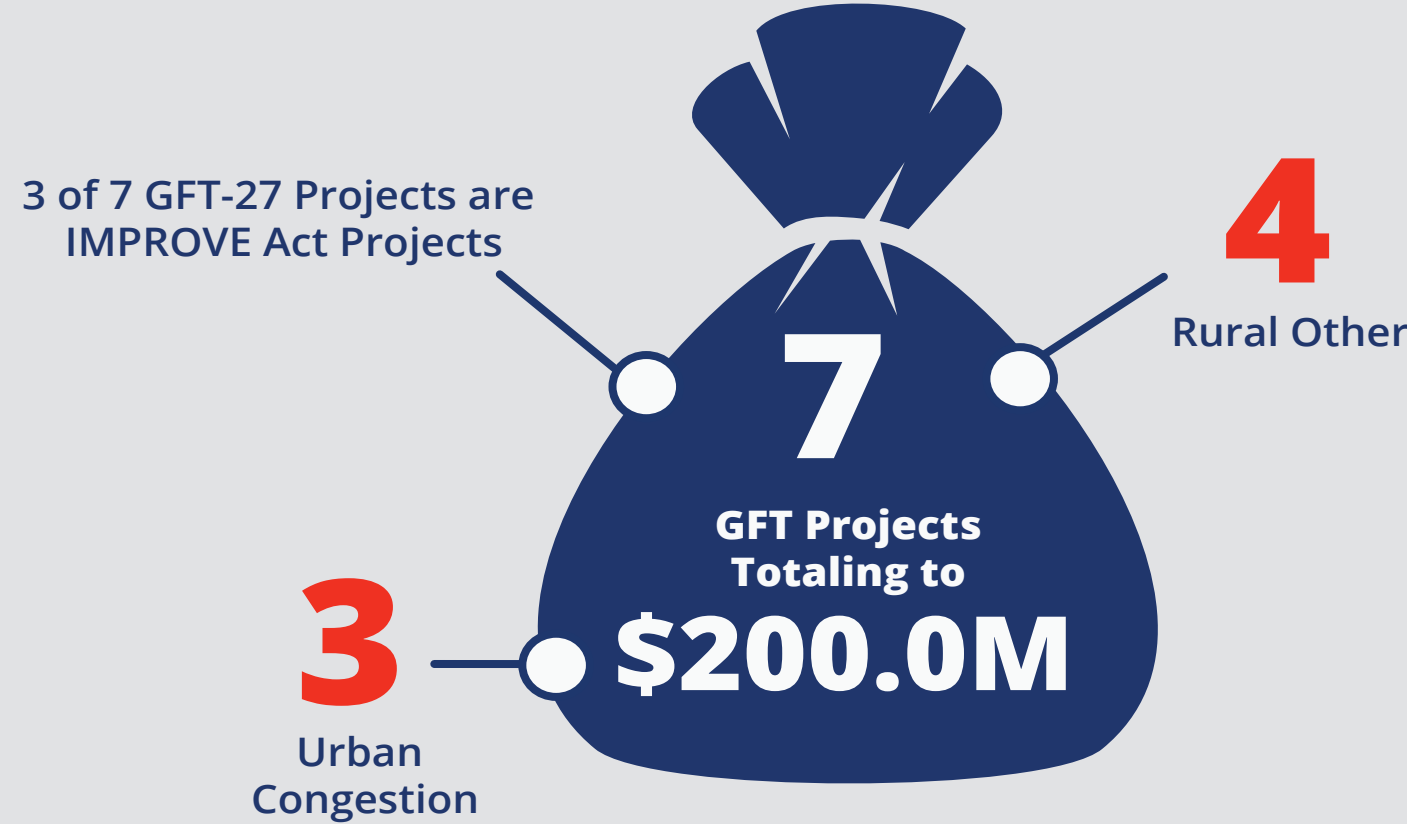 3 of 7 GFT-27 Projects are
IMPROVE Act Projects
4
Rural Other
7
GFT Projects
Totaling to
$200.0M
3
Urban
Congestion